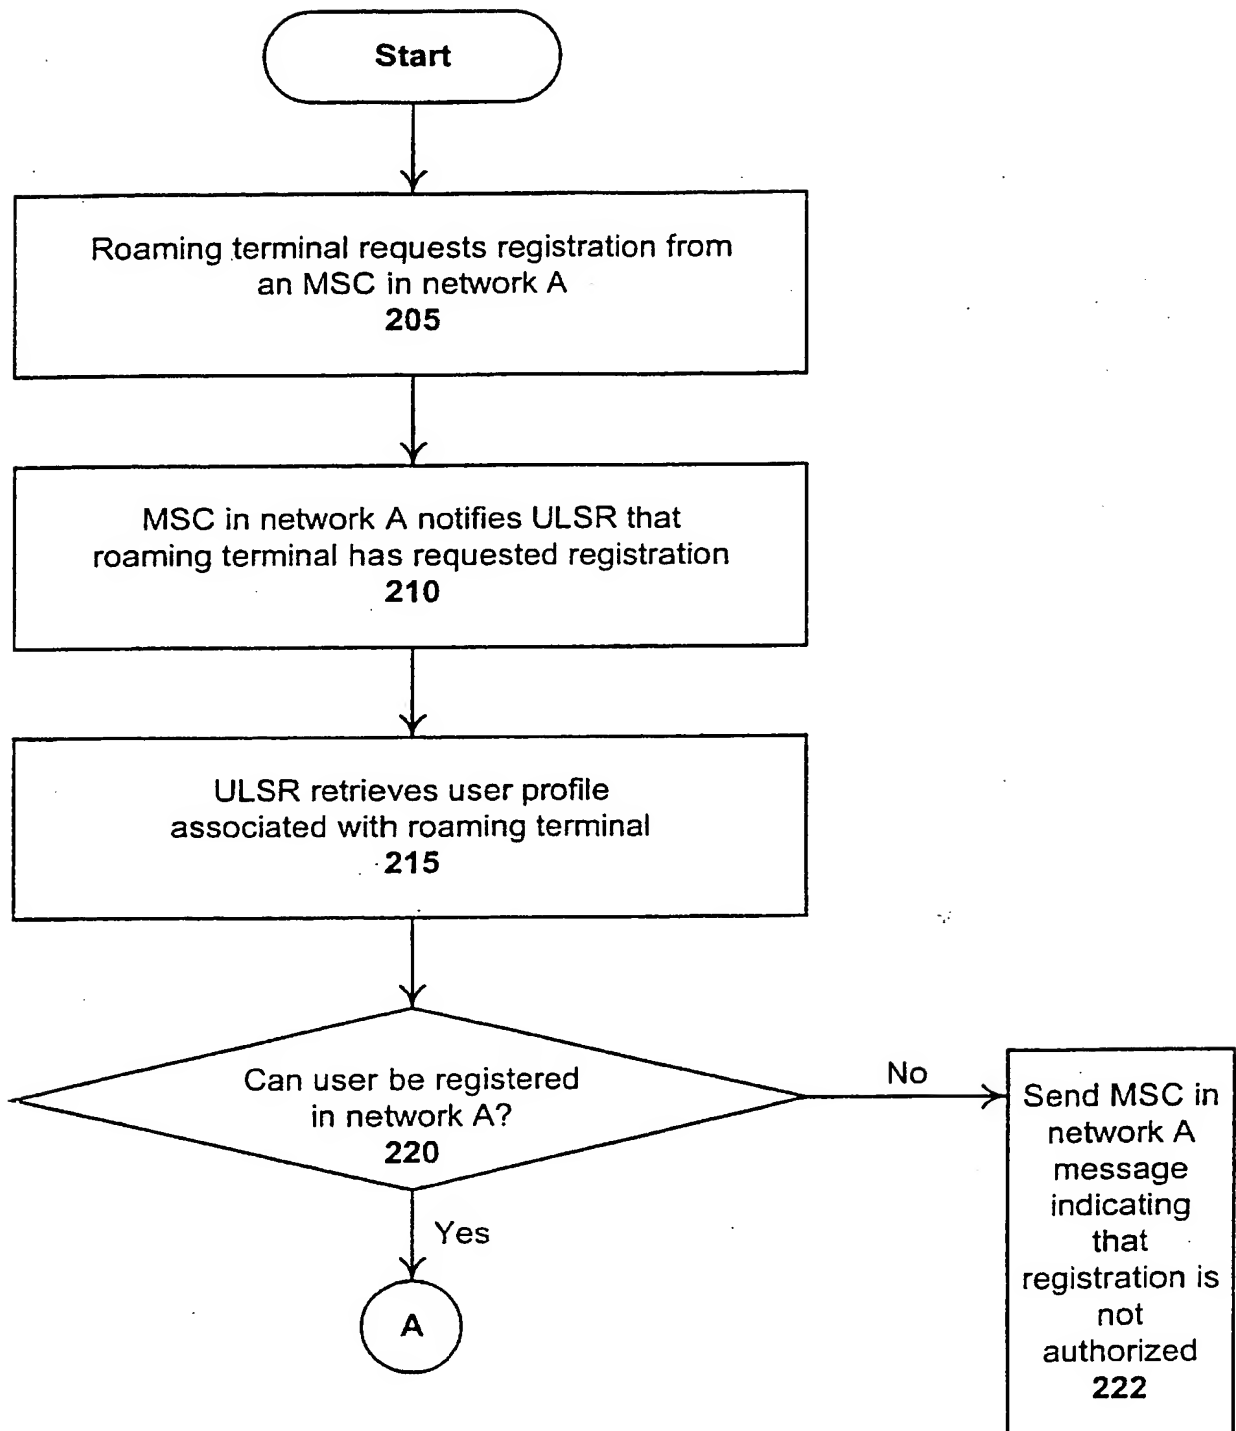 Start
Roaming terminal requests registration from
an MSC in network A
205
MSC in network A notifies ULSR that
roaming terminal has requested registration
210
ULSR retrieves user profile
associated with roaming terminal
215
Can user be registered
in network A?
220
No
Send MSC in
network A
message
indicating
that
registration is
not
authorized
222
Yes
A